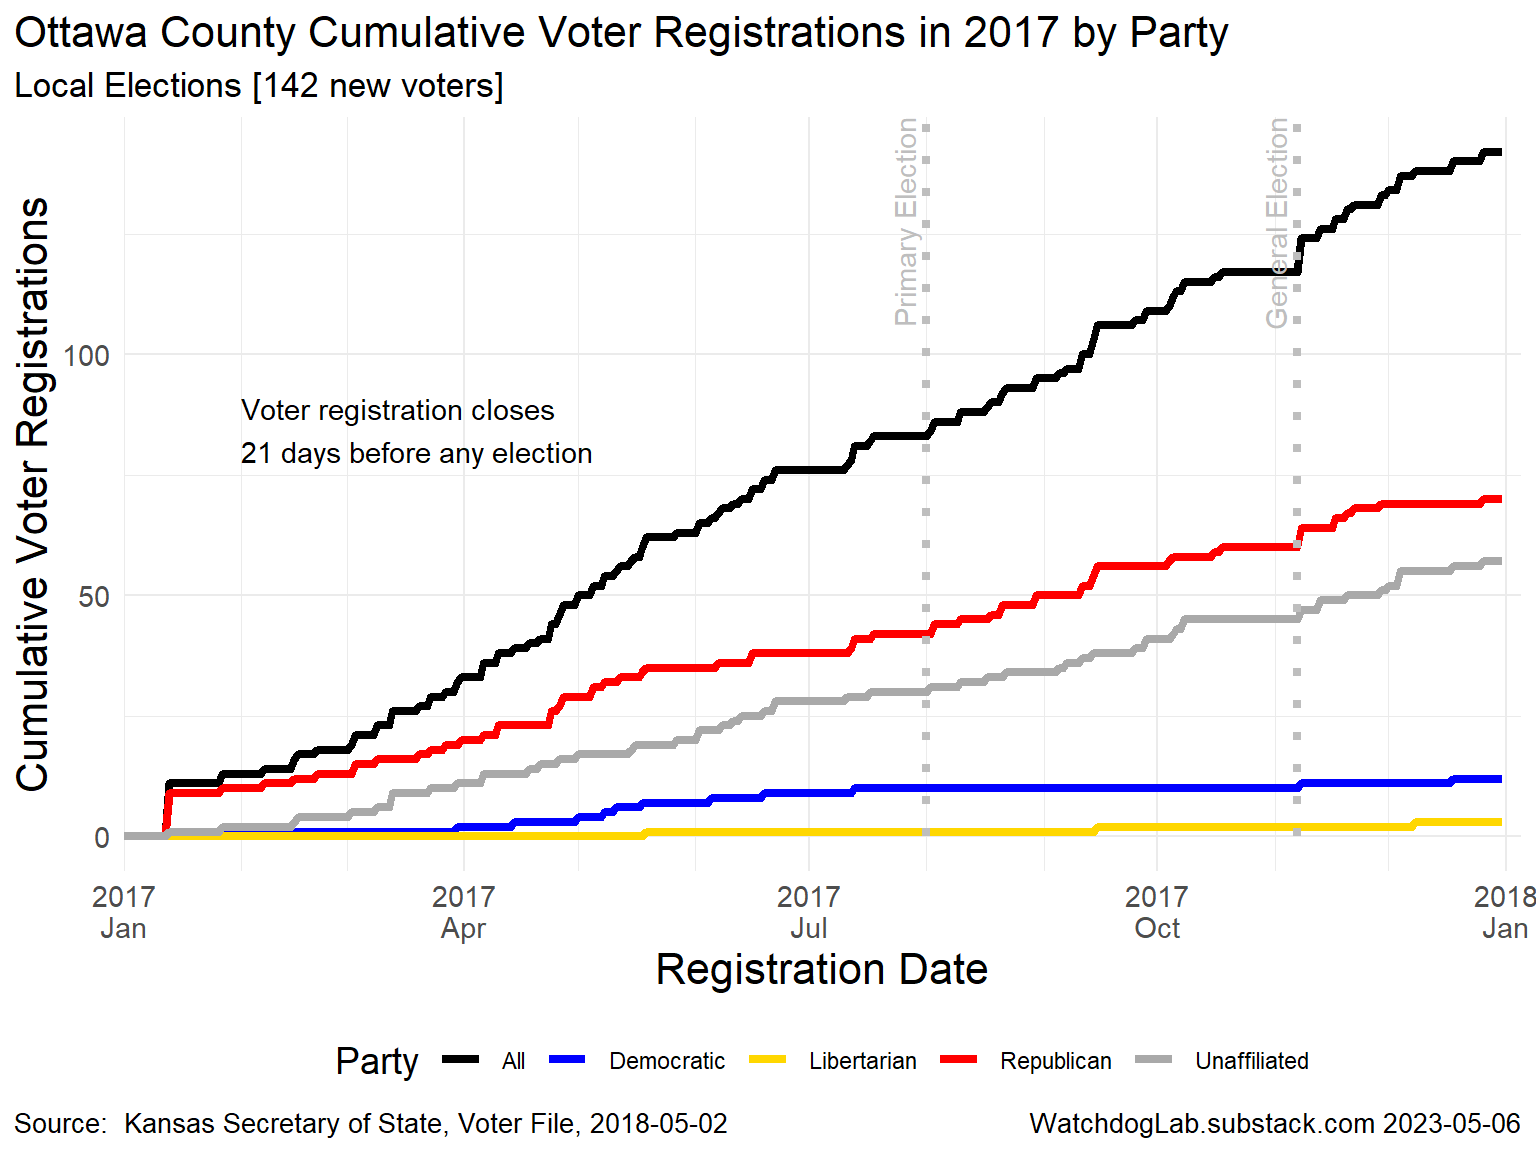 Ottawa County Cumulative Voter Registrations in 2017 by Party
Local Elections [142 new voters]
Cumulative Voter Registrations
100
50
0
Primary Election
General Election
Voter registration closes
21 days before any election
2017 2017 2017 2017 2018
Jan Apr Jul Oct Jan
Registration Date
Party All Democratic Libertarian Republican Unaffiliated
Source:  Kansas Secretary of State, Voter File, 2018-05-02
WatchdogLab.substack.com 2023-05-06